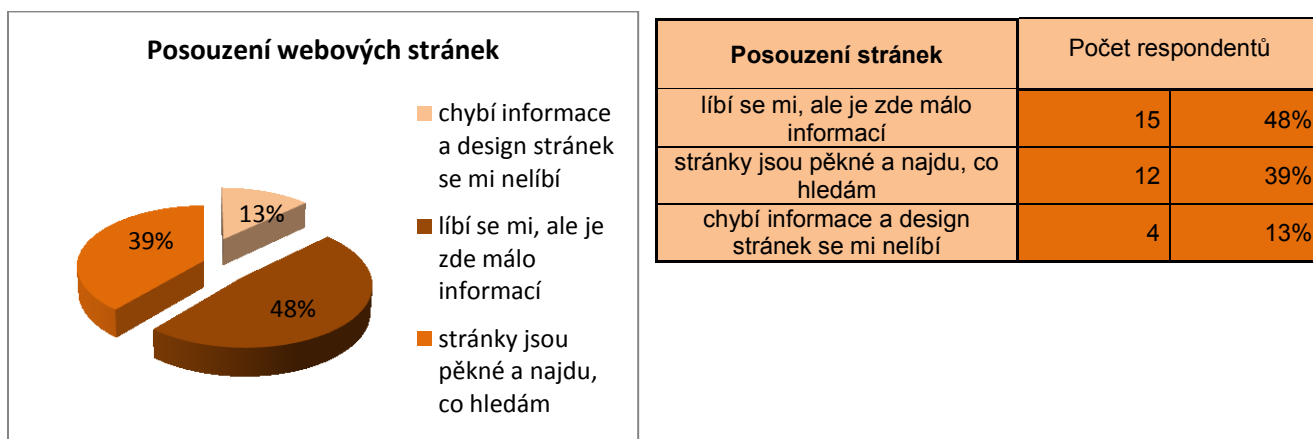 Posouzení webových stránek
chybí informace
a design stránek
se mi nelíbí
líbí se mi, ale je
zde málo
informací
stránky jsou
pěkné a najdu,
co hledám
13%
39%
48%
Posouzení stránek
Počet respondentů
líbí se mi, ale je zde málo
informací
15
48%
stránky jsou pěkné a najdu, co
hledám
12
39%
chybí informace a design
stránek se mi nelíbí
4
13%